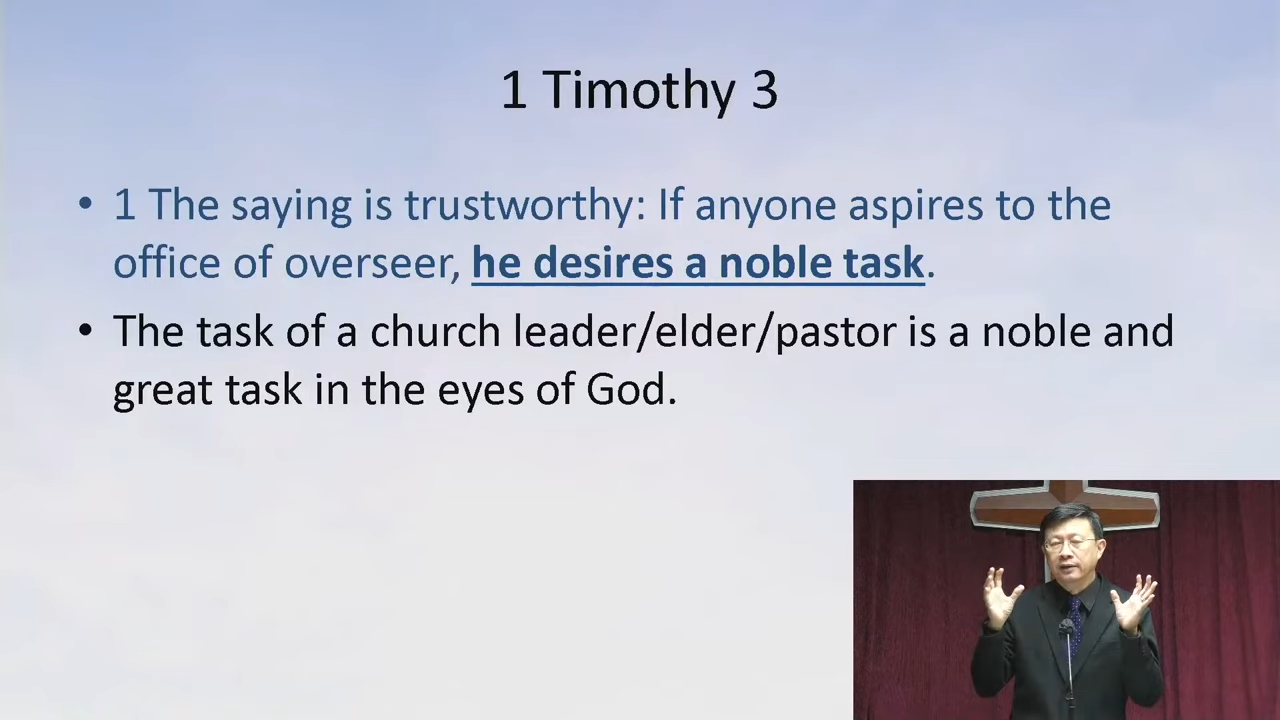 1 Timothy 3
• 1 The saying is trustworthy: If anyone aspires to the
office of overseer, he desires a noble task.
• The task of a church leader/elder/pastor is a noble and
great task in the eyes of God.